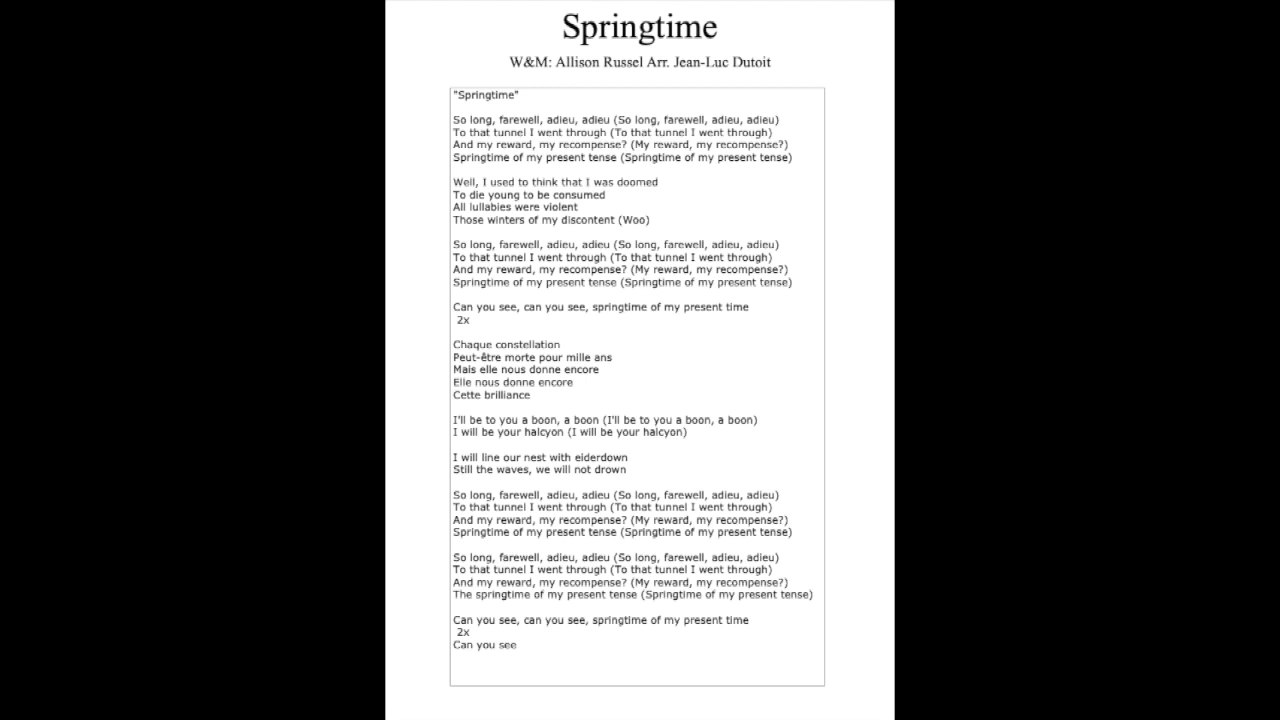 Springtime
W&M: Allison Russel Arr. Jean-Luc Dutoit
"Springtime"
So long, farewell, adieu, adieu (So long, farewell, adieu, adieu)
To that tunnel I went through (To that tunnel I went through)
And my reward, my recompense? (My reward, my recompense?)
Springtime of my present tense (Springtime of my present tense)
Well, I used to think that I was doomed
To die young to be consumed
All lullabies were violent
Those winters of my discontent (Woo)
So long, farewell, adieu, adieu (So long, farewell, adieu, adieu)
To that tunnel I went through (To that tunnel I went through)
And my reward, my recompense? (My reward, my recompense?)
Springtime of my present tense (Springtime of my present tense)
Can you see, can you see, springtime of my present time
2x
Chaque constellation
Peut-être morte pour mille ans
Mais elle nous donne encore
Elle nous donne encore
Cette brilliance
I'll be to you a boon, a boon (I'll be to you a boon, a boon)
I will be your halcyon (I will be your halcyon)
I will line our nest with eiderdown
Still the waves, we will not drown
So long, farewell, adieu, adieu (So long, farewell, adieu, adieu)
To that tunnel I went through (To that tunnel I went through)
And my reward, my recompense? (My reward, my recompense?)
Springtime of my present tense (Springtime of my present tense)
So long, farewell, adieu, adieu (So long, farewell, adieu, adieu)
To that tunnel I went through (To that tunnel I went through)
And my reward, my recompense? (My reward, my recompense?)
The springtime of my present tense (Springtime of my present tense)
Can you see, can you see, springtime of my present time
2x
Can you see